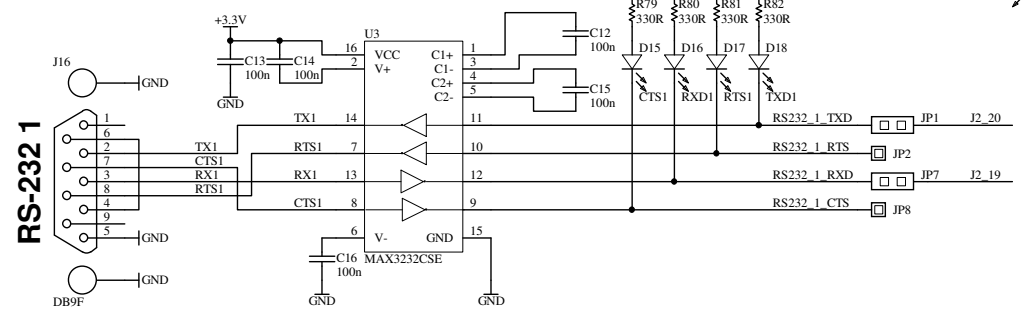 R79 R80 R81 R82
330R 330R 330R 330R
+3.3V
U3
C12
100n
D15 D16 D17 D18
16 VCC C1+ 1
2 V+ C1- 3
C2+ 4
C2- 5
C13 C14
100n 100n
J16
GND
GND
C15
100n
CTS1 RXD1 RTS1 TXD1
RS-232 1
1
6
2
7
3
8
4
9
5
TX1
CTS1
RX1
RTS1
GND
TX1 14 11 RS232_1_TXD JP1 J2_20
RTS1 7 10 RS232_1_RTS JP2
RX1 13 12 RS232_1_RXD JP7 J2_19
CTS1 8 9 RS232_1_CTS JP8
6 V- GND 15
MAX3232CSE
C16
100n
GND
DB9F
GND GND